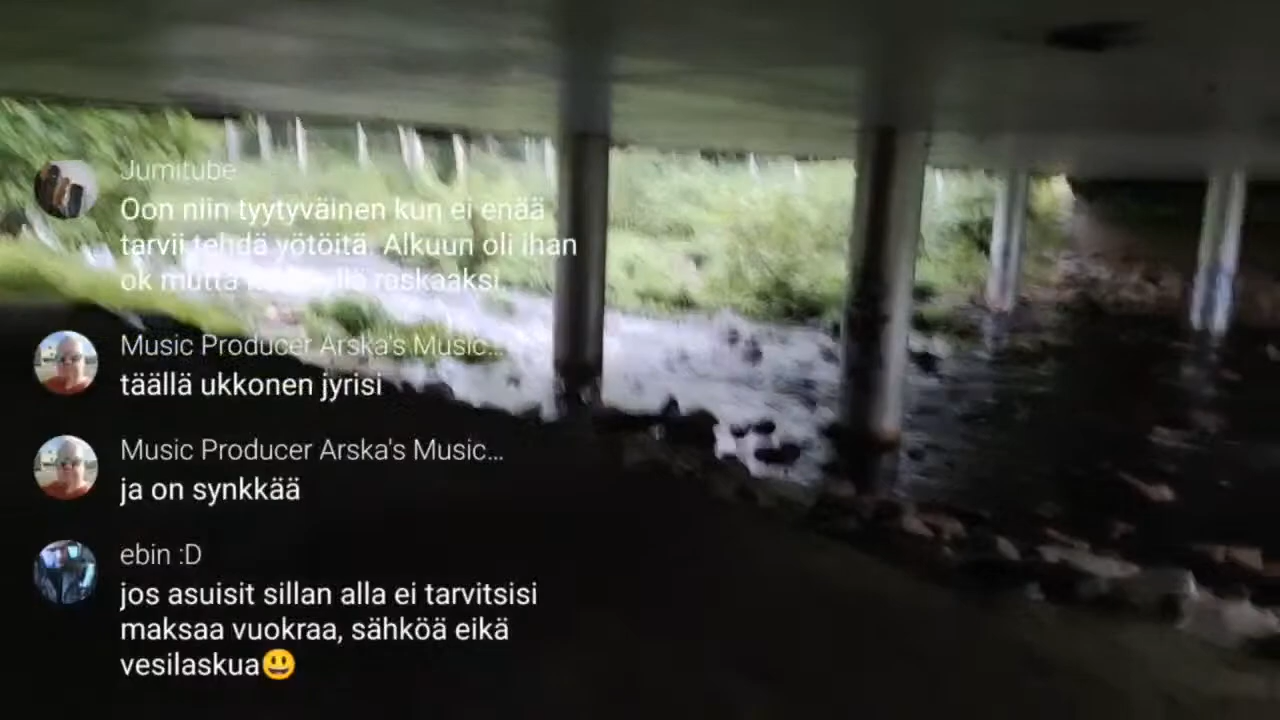 Jumitube
Oon niin tyytyväinen kun ei enää
tarvii tehdä yötöitä. Alkuun oli ihan
ok mutta raskaaksi.
Music Producer Arska's Music...
täällä ukkonen jyrisi
Music Producer Arska's Music...
ja on synkkää
ebin :D
jos asuisit sillan alla ei tarvitsisi
maksaa vuokraa, sähköä eikä
vesilaskua😃